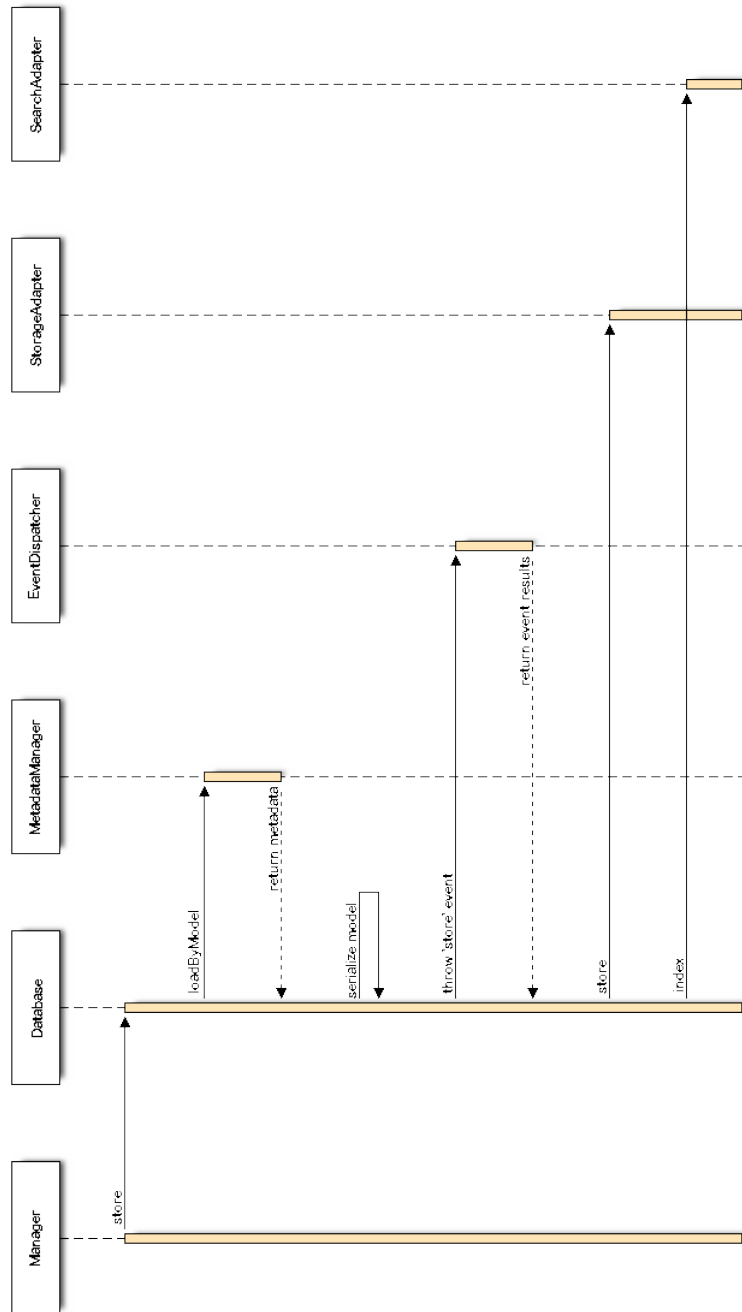 Manager
Database
MetadataManager
EventDispatcher
StorageAdapter
SearchAdapter
store
loadByModel
return metadata
serialize model
throw 'store' event
return event results
store
index